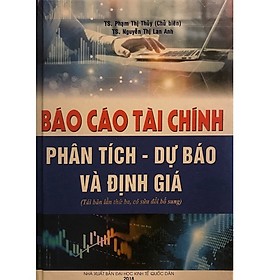 TS. Phạm Thị Thủy (Chủ biên)
TS. Nguyễn Thị Lan Anh
BÁO CÁO TÀI CHÍNH
PHÂN TÍCH - DỰ BÁO
VÀ ĐỊNH GIÁ
(Tái bản lần thứ ba, có sửa đổi bổ sung)
NHÀ XUẤT BẢN ĐẠI HỌC KINH TẾ QUỐC DÂN
2018